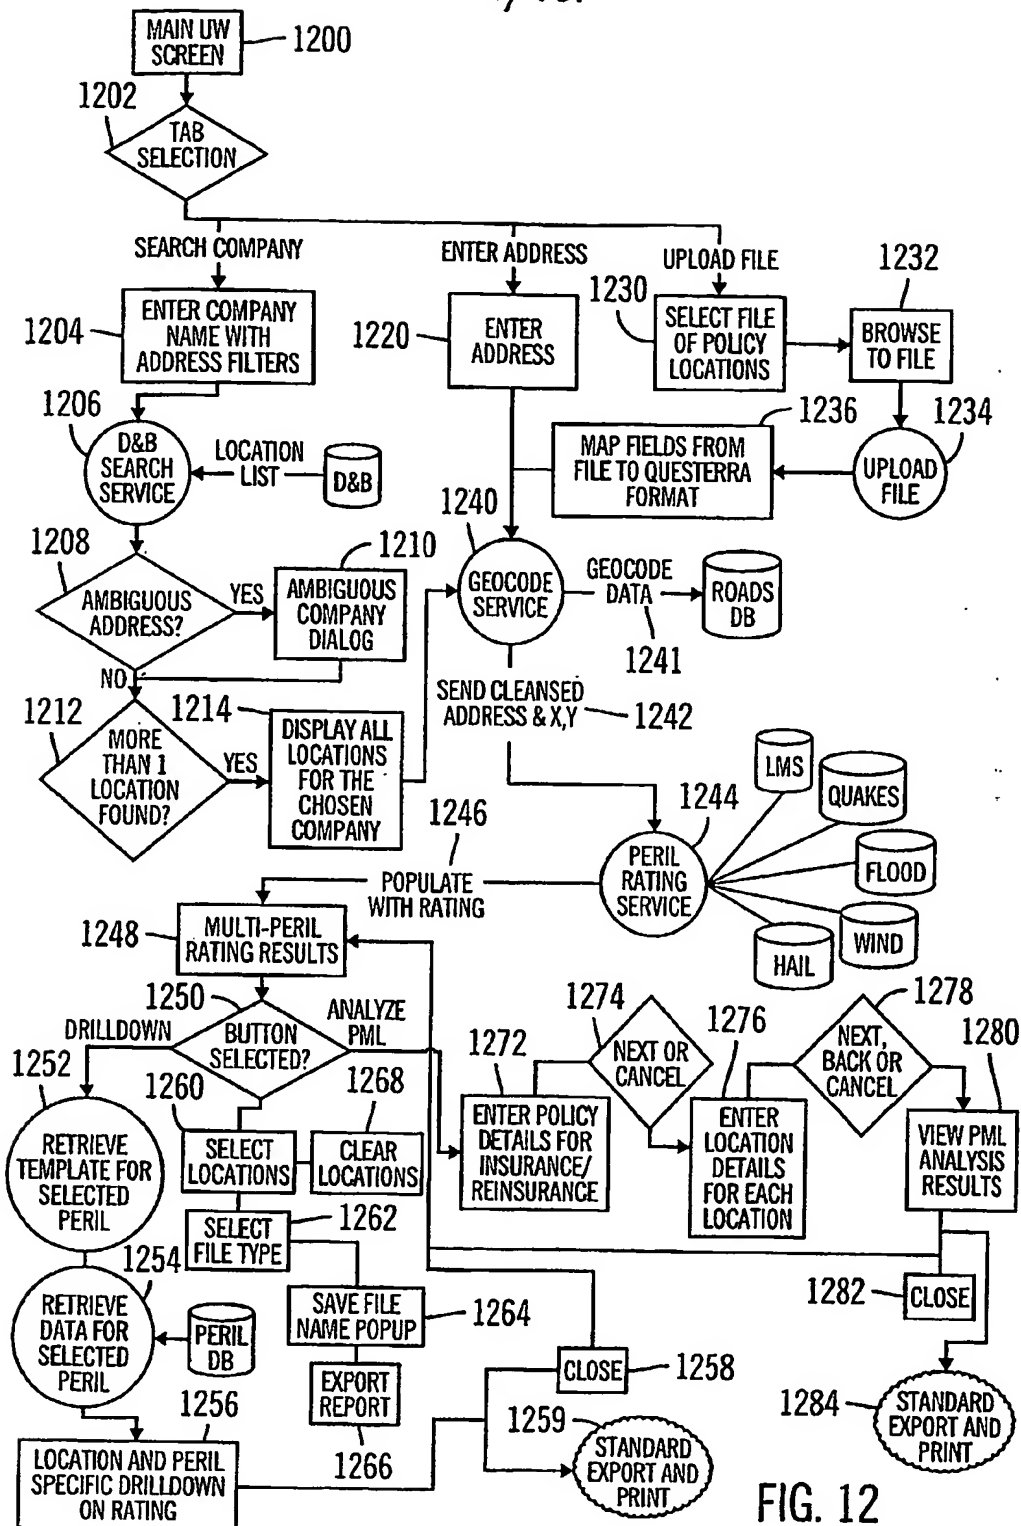 MAIN UW
SCREEN
1200
1202
TAB
SELECTION
SEARCH COMPANY
ENTER ADDRESS
UPLOAD FILE
1204
ENTER COMPANY
NAME WITH
ADDRESS FILTERS
1220
ENTER
ADDRESS
1230
SELECT FILE
OF POLICY
LOCATIONS
1232
BROWSE
TO FILE
1206
D&B
SEARCH
SERVICE
LOCATION
LIST
D&B
1236
MAP FIELDS FROM
FILE TO QUESTERRA
FORMAT
1234
UPLOAD
FILE
1208
AMBIGUOUS
ADDRESS?
YES
NO
1210
AMBIGUOUS
COMPANY
DIALOG
1240
GEOCODE
SERVICE
GEOCODE
DATA
1241
ROADS
DB
1212
MORE
THAN 1
LOCATION
FOUND?
YES
1214
DISPLAY ALL
LOCATIONS
FOR THE
CHOSEN
COMPANY
SEND CLEANSED
ADDRESS & X,Y
1242
1244
PERIL
RATING
SERVICE
LMS
QUAKES
FLOOD
WIND
HAIL
1246
POPULATE
WITH RATING
1248
MULTI-PERIL
RATING RESULTS
1250
BUTTON
SELECTED?
DRILLDOWN
ANALYZE
PML
1252
RETRIEVE
TEMPLATE FOR
SELECTED
PERIL
1260
SELECT
LOCATIONS
1268
CLEAR
LOCATIONS
1272
ENTER POLICY
DETAILS FOR
INSURANCE/
REINSURANCE
1274
NEXT OR
CANCEL
1276
ENTER
LOCATION
DETAILS
FOR EACH
LOCATION
1278
NEXT,
BACK OR
CANCEL
1280
VIEW PML
ANALYSIS
RESULTS
1262
SELECT
FILE TYPE
1254
RETRIEVE
DATA FOR
SELECTED
PERIL
PERIL
DB
SAVE FILE
NAME POPUP
1264
EXPORT
REPORT
1266
1282
CLOSE
CLOSE
1258
1256
LOCATION AND PERIL
SPECIFIC DRILLDOWN
ON RATING
1259
STANDARD
EXPORT AND
PRINT
1284
STANDARD
EXPORT AND
PRINT
FIG. 12